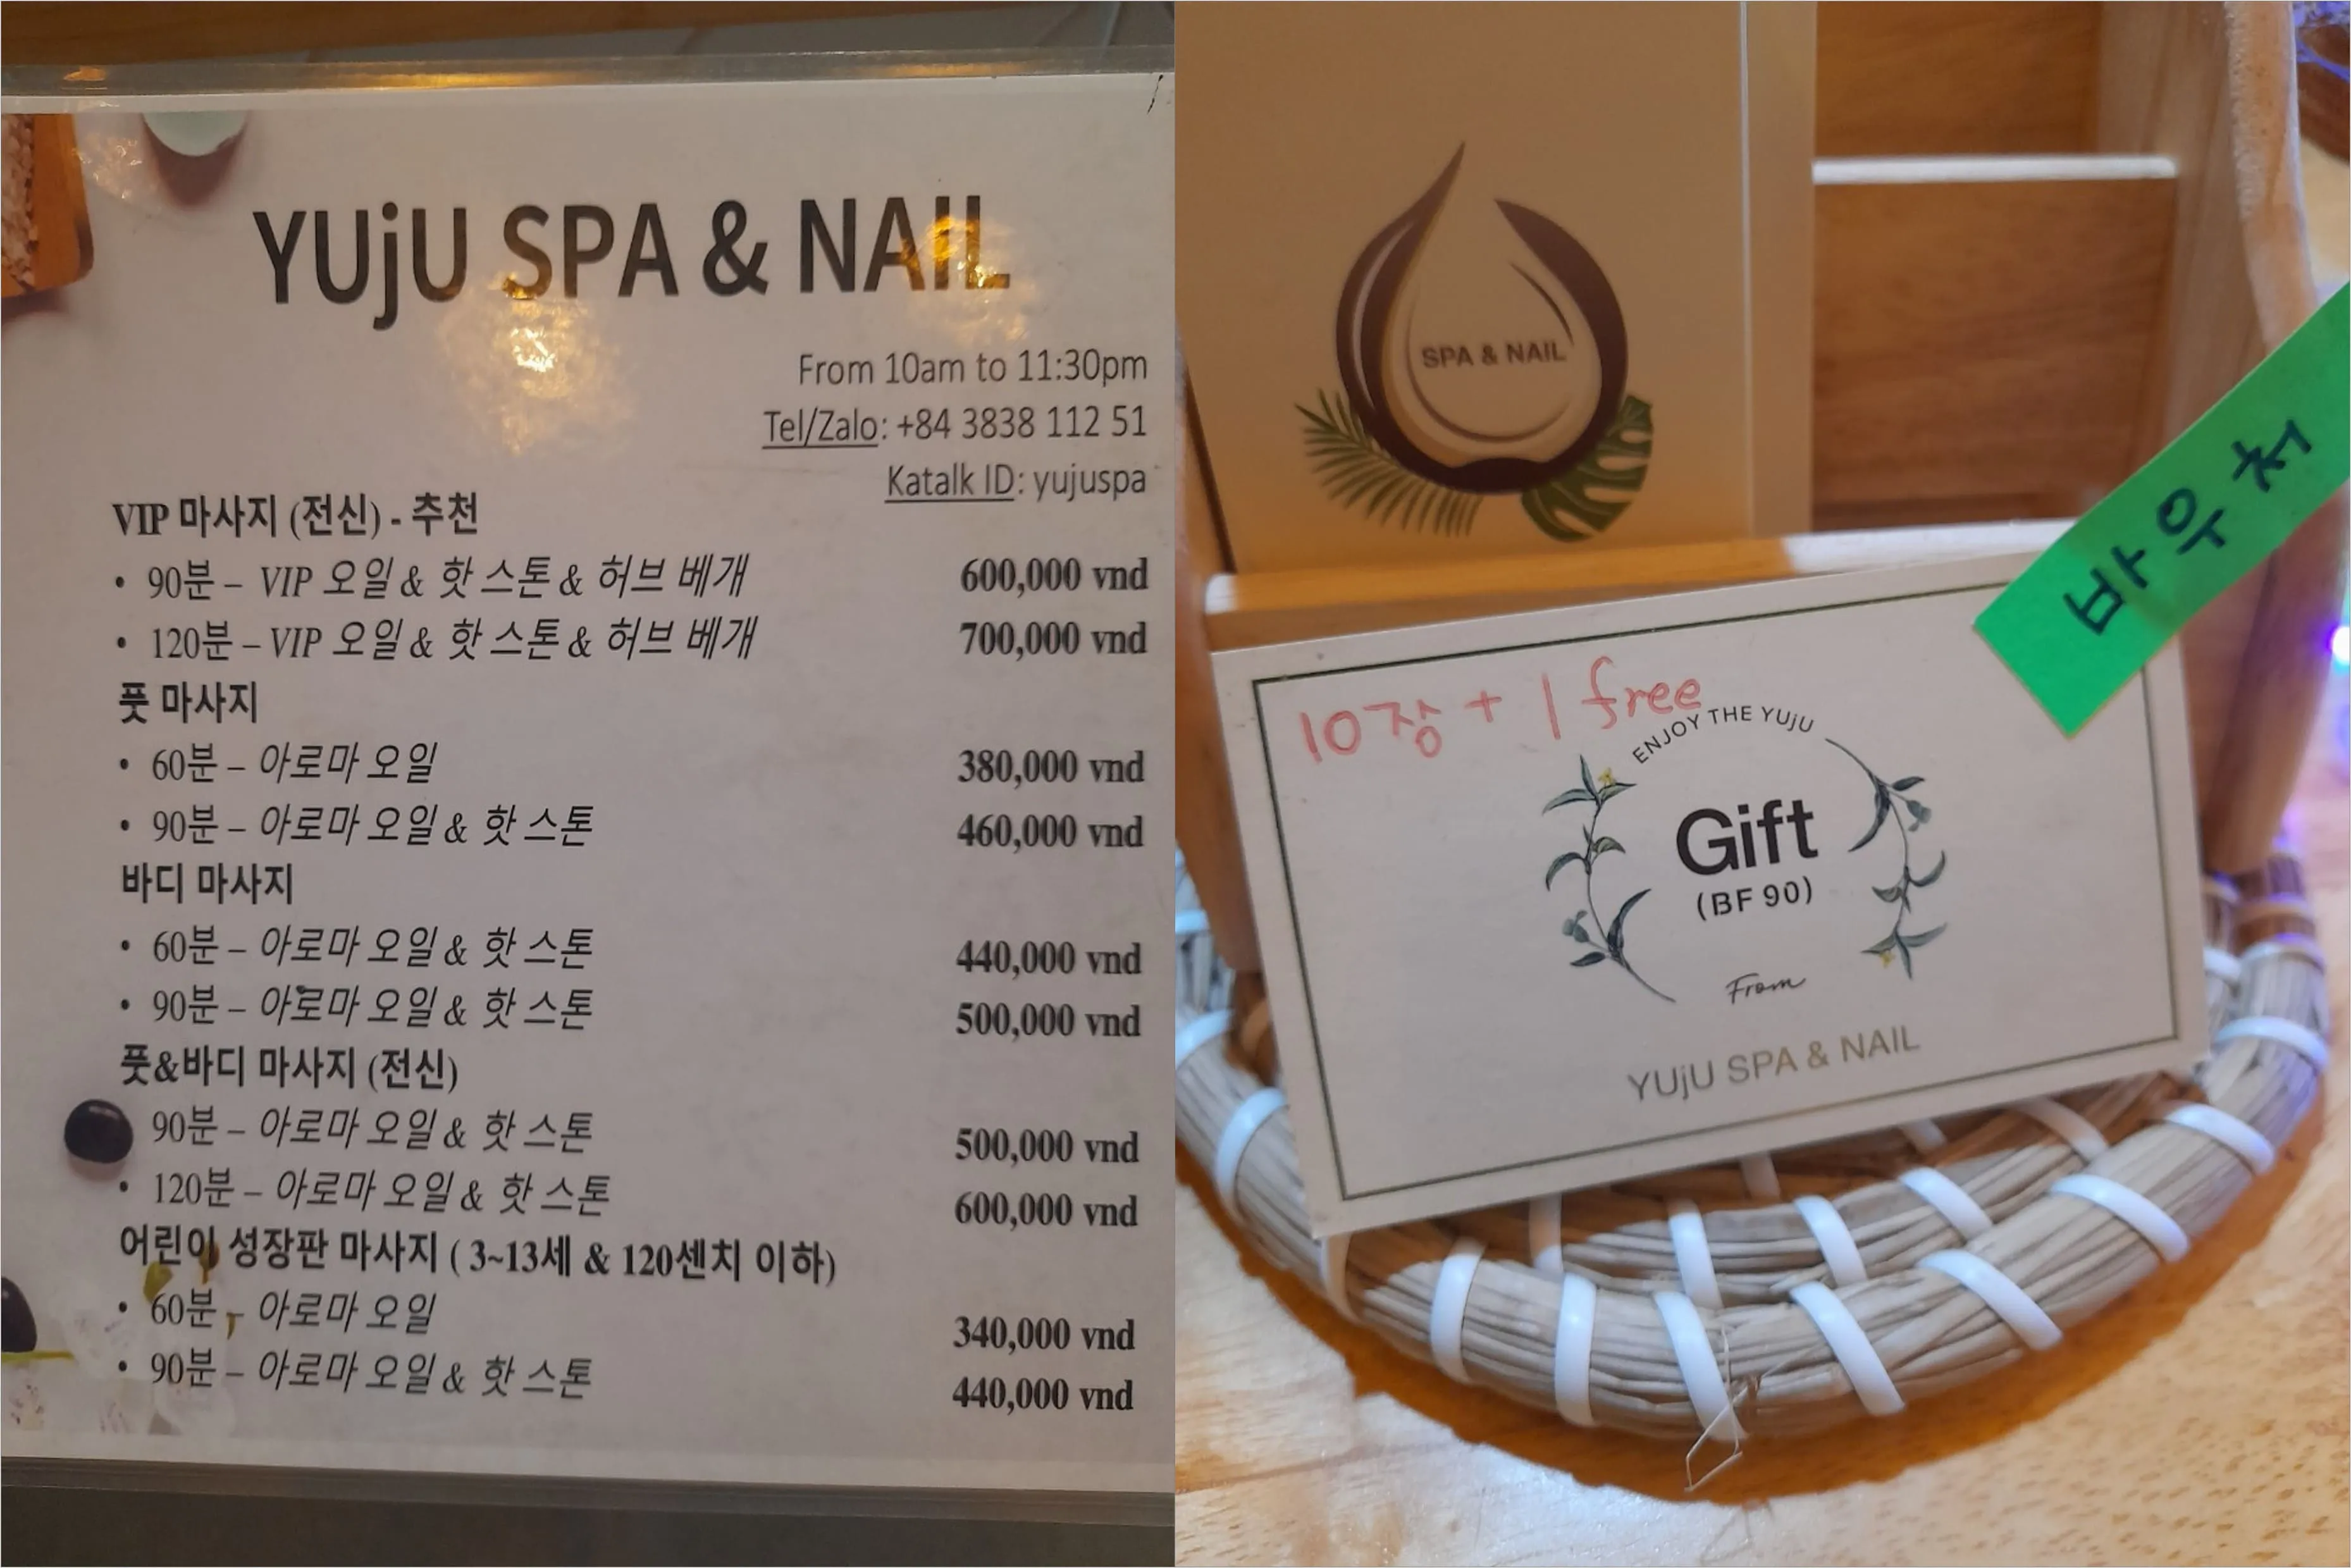 YUjU SPA & NAIL
From 10am to 11:30pm
Tel/Zalo: +84 3838 112 51
Katalk ID: yujuspa
VIP 마사지 (전신) - 추천
• 90분 – VIP 오일 & 핫 스톤 & 허브 베개 600,000 vnd
• 120분 – VIP 오일 & 핫 스톤 & 허브 베개 700,000 vnd
풋 마사지
• 60분 – 아로마 오일 380,000 vnd
• 90분 – 아로마 오일 & 핫 스톤 460,000 vnd
바디 마사지
• 60분 – 아로마 오일 & 핫 스톤 440,000 vnd
• 90분 – 아로마 오일 & 핫 스톤 500,000 vnd
풋&바디 마사지 (전신)
90분 – 아로마 오일 & 핫 스톤 500,000 vnd
• 120분 – 아로마 오일 & 핫 스톤 600,000 vnd
어린이 성장판 마사지 ( 3~13세 & 120센치 이하)
• 60분 – 아로마 오일 340,000 vnd
• 90분 – 아로마 오일 & 핫 스톤 440,000 vnd
SPA & NAIL
바우처
10장 + 1 free
ENJOY THE YUjU
Gift
(BF 90)
From
YUjU SPA & NAIL